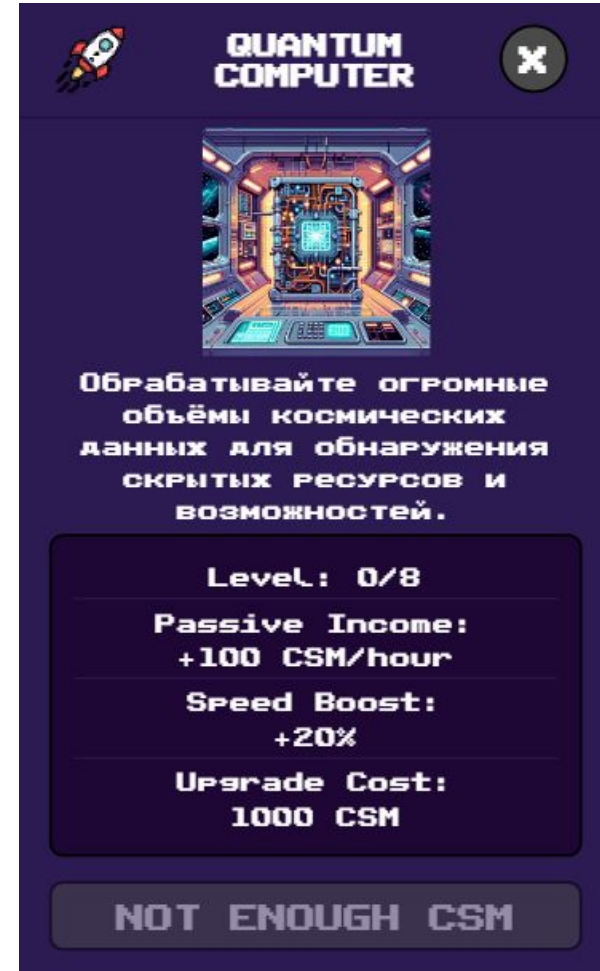 QUANTUM
COMPUTER
X
Обрабатывайте огромные
объёмы космических
данных для обнаружения
скрытых ресурсов и
возможностей.
Level: 0/8
Passive Income:
+100 CSM/hour
Speed Boost:
+20%
Upgrade Cost:
1000 CSM
NOT ENOUGH CSM